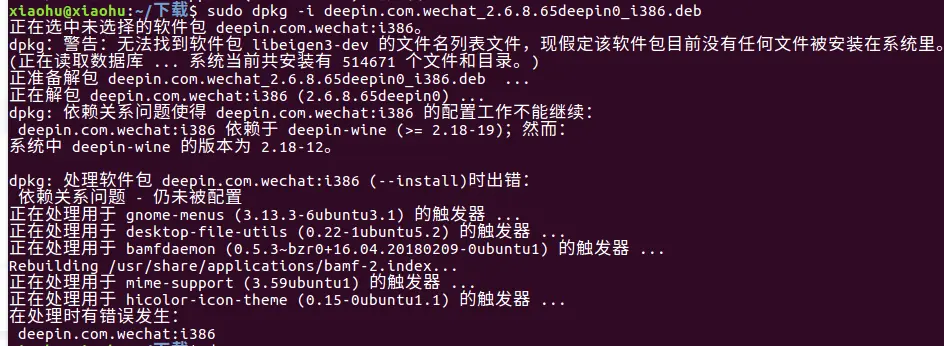 xiaohu@xiaohu:~/下载$ sudo dpkg -i deepin.com.wechat_2.6.8.65deepin0_i386.deb
正在选中未选择的软件包 deepin.com.wechat:i386。
dpkg: 警告: 无法找到软件包 libeigen3-dev 的文件名列表文件，现假定该软件包目前没有任何文件被安装在系统里。
(正在读取数据库 ... 系统当前共安装有 514671 个文件和目录。)
正准备解包 deepin.com.wechat_2.6.8.65deepin0_i386.deb  ...
正在解包 deepin.com.wechat:i386 (2.6.8.65deepin0) ...
dpkg: 依赖关系问题使得 deepin.com.wechat:i386 的配置工作不能继续：
 deepin.com.wechat:i386 依赖于 deepin-wine (>= 2.18-19)；然而：
系统中 deepin-wine 的版本为 2.18-12。
dpkg: 处理软件包 deepin.com.wechat:i386 (--install)时出错：
 依赖关系问题 - 仍未被配置
正在处理用于 gnome-menus (3.13.3-6ubuntu3.1) 的触发器 ...
正在处理用于 desktop-file-utils (0.22-1ubuntu5.2) 的触发器 ...
正在处理用于 bamfdaemon (0.5.3~bzr0+16.04.20180209-0ubuntu1) 的触发器 ...
Rebuilding /usr/share/applications/bamf-2.index...
正在处理用于 mime-support (3.59ubuntu1) 的触发器 ...
正在处理用于 hicolor-icon-theme (0.15-0ubuntu1.1) 的触发器 ...
在处理时有错误发生：
 deepin.com.wechat:i386